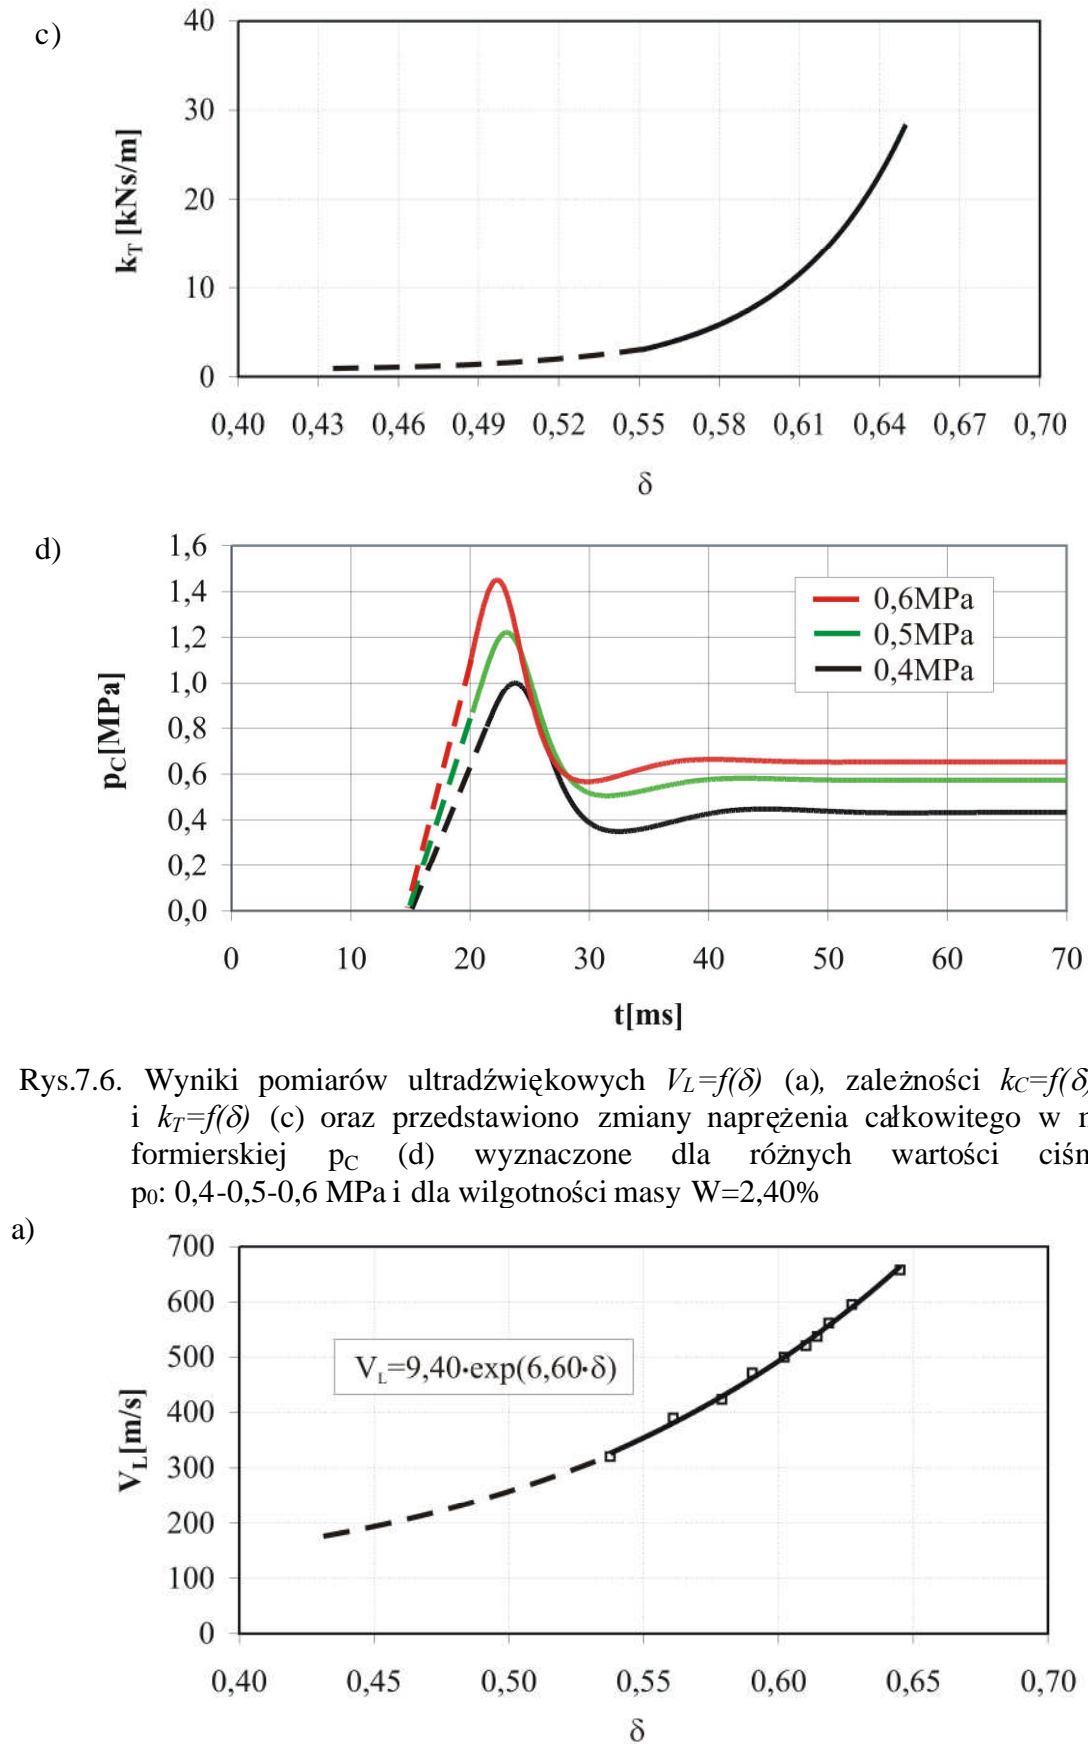 c)
40
30
20
10
0
k_T [kNs/m]
0,40 0,43 0,46 0,49 0,52 0,55 0,58 0,61 0,64 0,67 0,70
δ
d)
1,6
1,4
1,2
1,0
0,8
0,6
0,4
0,2
0,0
p_C[MPa]
0,6MPa
0,5MPa
0,4MPa
0 10 20 30 40 50 60 70
t[ms]
Rys.7.6. Wyniki pomiarów ultradźwiękowych V_L=f(δ) (a), zależności k_C=f(δ)
i k_T=f(δ) (c) oraz przedstawiono zmiany naprężenia całkowitego w
formierskiej p_C (d) wyznaczone dla różnych wartości ciśn
p₀: 0,4-0,5-0,6 MPa i dla wilgotności masy W=2,40%
a)
700
600
500
400
300
200
100
0
V_L[m/s]
V_L=9,40·exp(6,60·δ)
0,40 0,45 0,50 0,55 0,60 0,65 0,70
δ